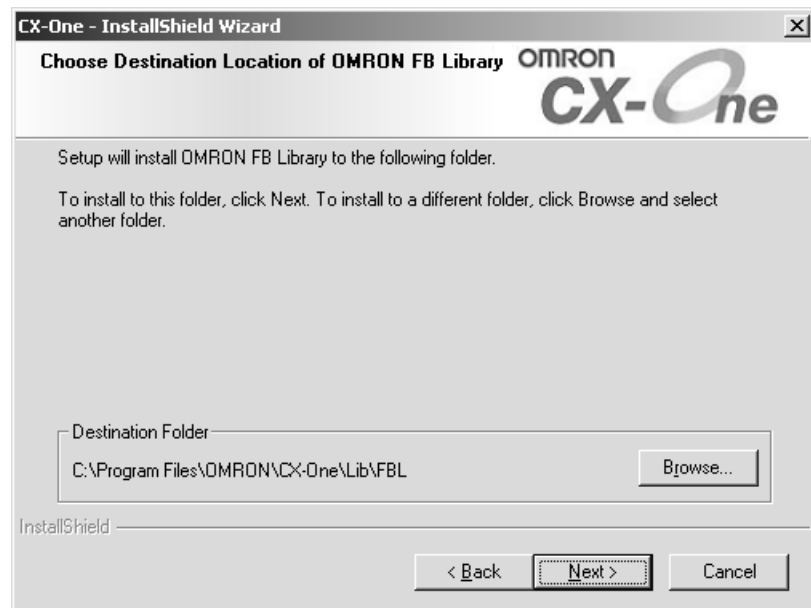 CX-One - InstallShield Wizard
Choose Destination Location of OMRON FB Library
OMRON
CX-One
Setup will install OMRON FB Library to the following folder.
To install to this folder, click Next. To install to a different folder, click Browse and select
another folder.
Destination Folder
C:\Program Files\OMRON\CX-One\Lib\FBL
Browse...
InstallShield
< Back
Next >
Cancel